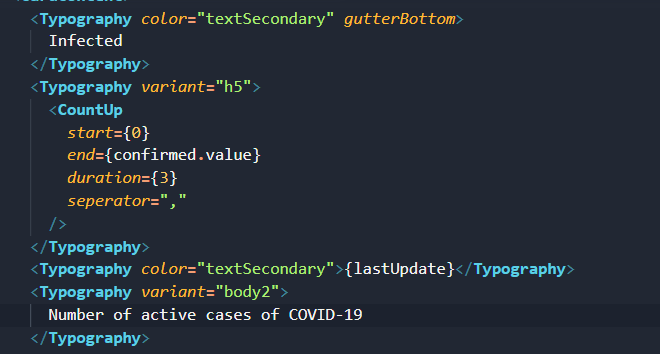 <Typography color="textSecondary" gutterBottom>
Infected
</Typography>
<Typography variant="h5">
<CountUp
start={0}
end={confirmed.value}
duration={3}
seperator=","
/>
</Typography>
<Typography color="textSecondary">{lastUpdate}</Typography>
<Typography variant="body2">
Number of active cases of COVID-19
</Typography>